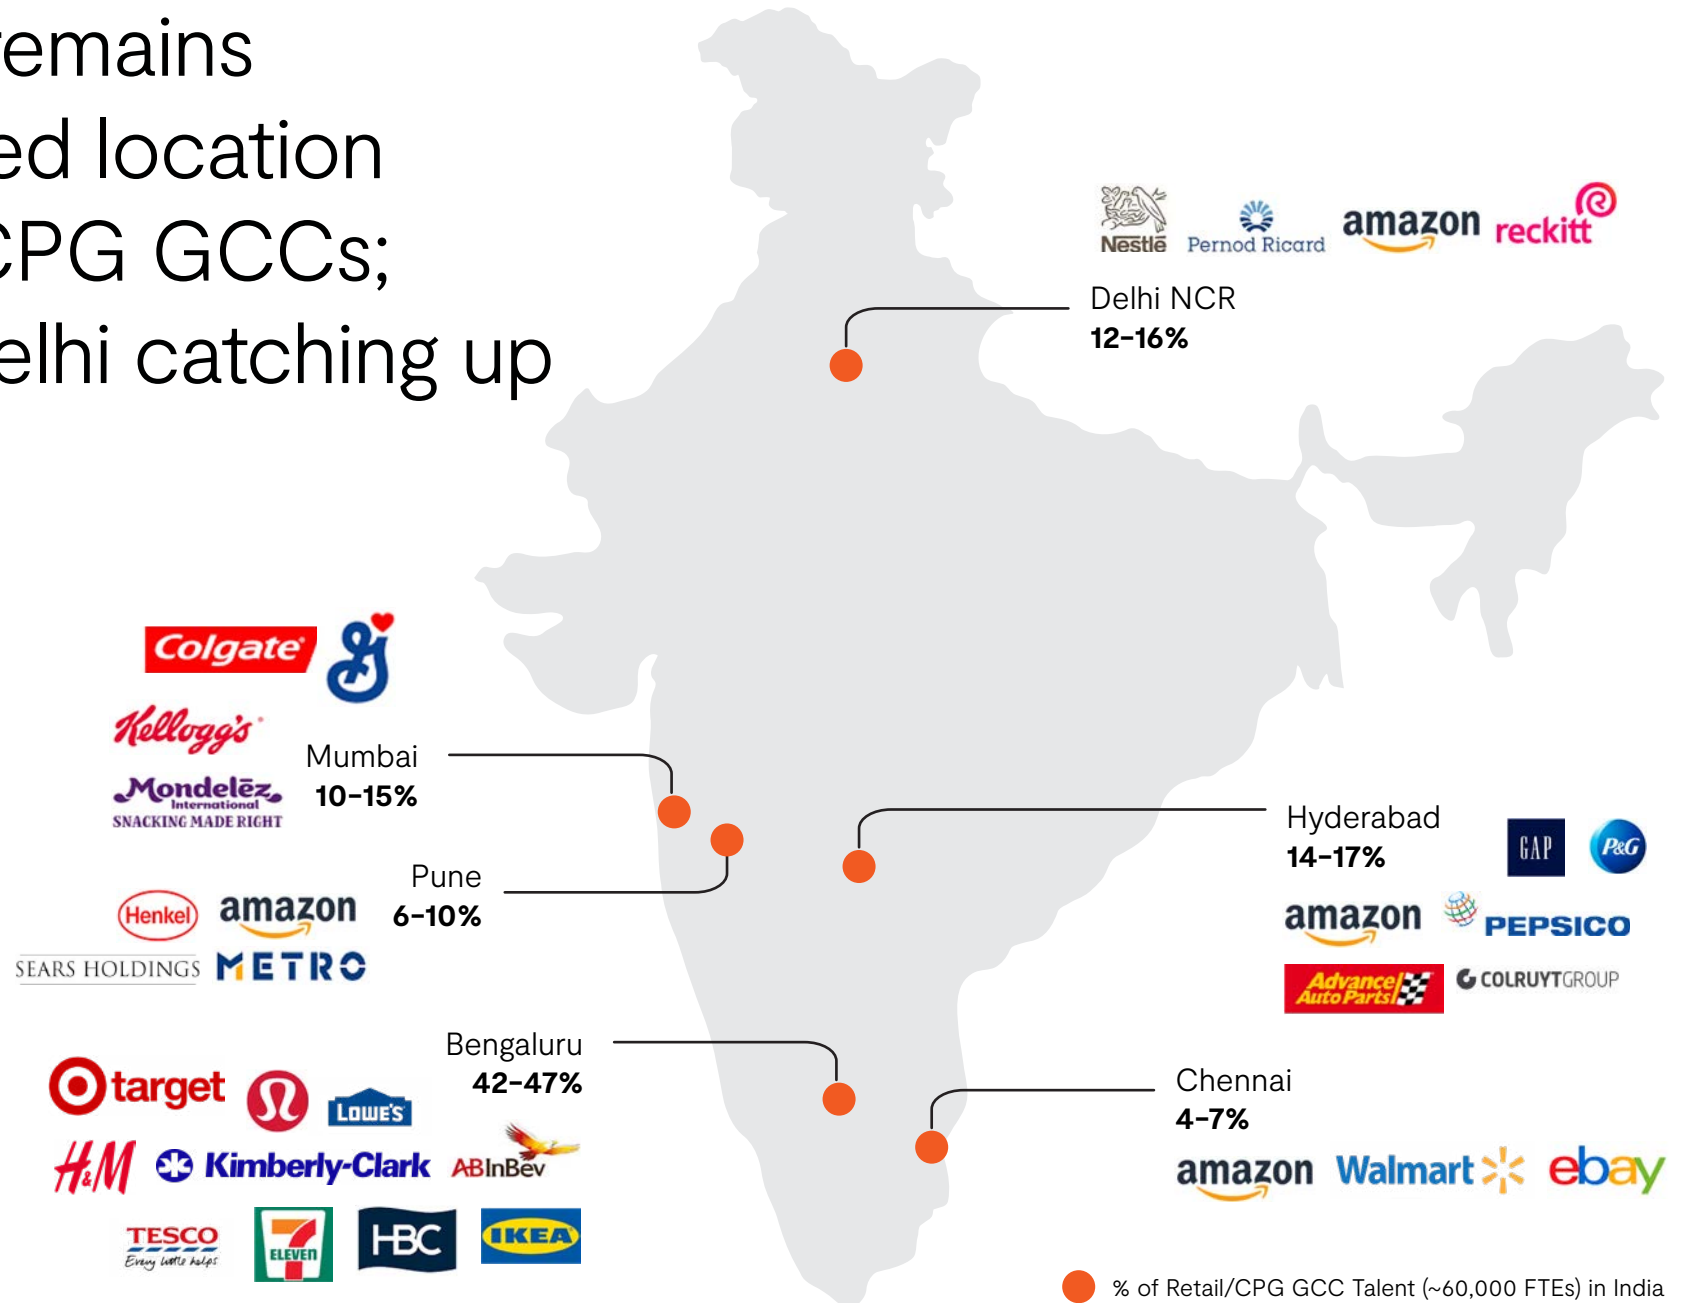 remains
ed location
CPG GCCs;
elhi catching up
Nestlē
Pernod Ricard
amazon
reckitt
Delhi NCR
12–16%
Colgate
Kellogg's
Mondelēz
International
SNACKING MADE RIGHT
Mumbai
10–15%
Pune
6–10%
Henkel
amazon
SEARS HOLDINGS
METRO
Hyderabad
14–17%
GAP
P&G
amazon
PEPSICO
Advance
Auto Parts
COLRUYTGROUP
Bengaluru
42–47%
target
LOWE'S
H&M
Kimberly-Clark
ABInBev
TESCO
Every little helps
7
ELEVEn
HBC
IKEA
Chennai
4–7%
amazon
Walmart
ebay
% of Retail/CPG GCC Talent (~60,000 FTEs) in India